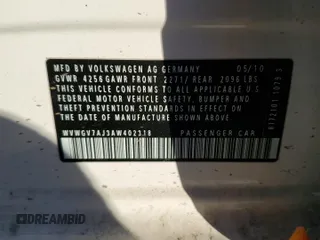 MFD. BY VOLKSWAGEN AG GERMANY 05/10
GVWR 4256 GAWR FRONT 2271/ REAR 2096 LBS
THIS VEHICLE CONFORMS TO ALL APPLICABLE
FEDERAL MOTOR VEHICLE SAFETY, BUMPER AND
THEFT PREVENTION STANDARDS IN EFFECT ON THE
DATE OF MANUFACTURE SHOWN ABOVE.
WVWGV7AJ3AW402318 PASSENGER CAR
DREAMBID